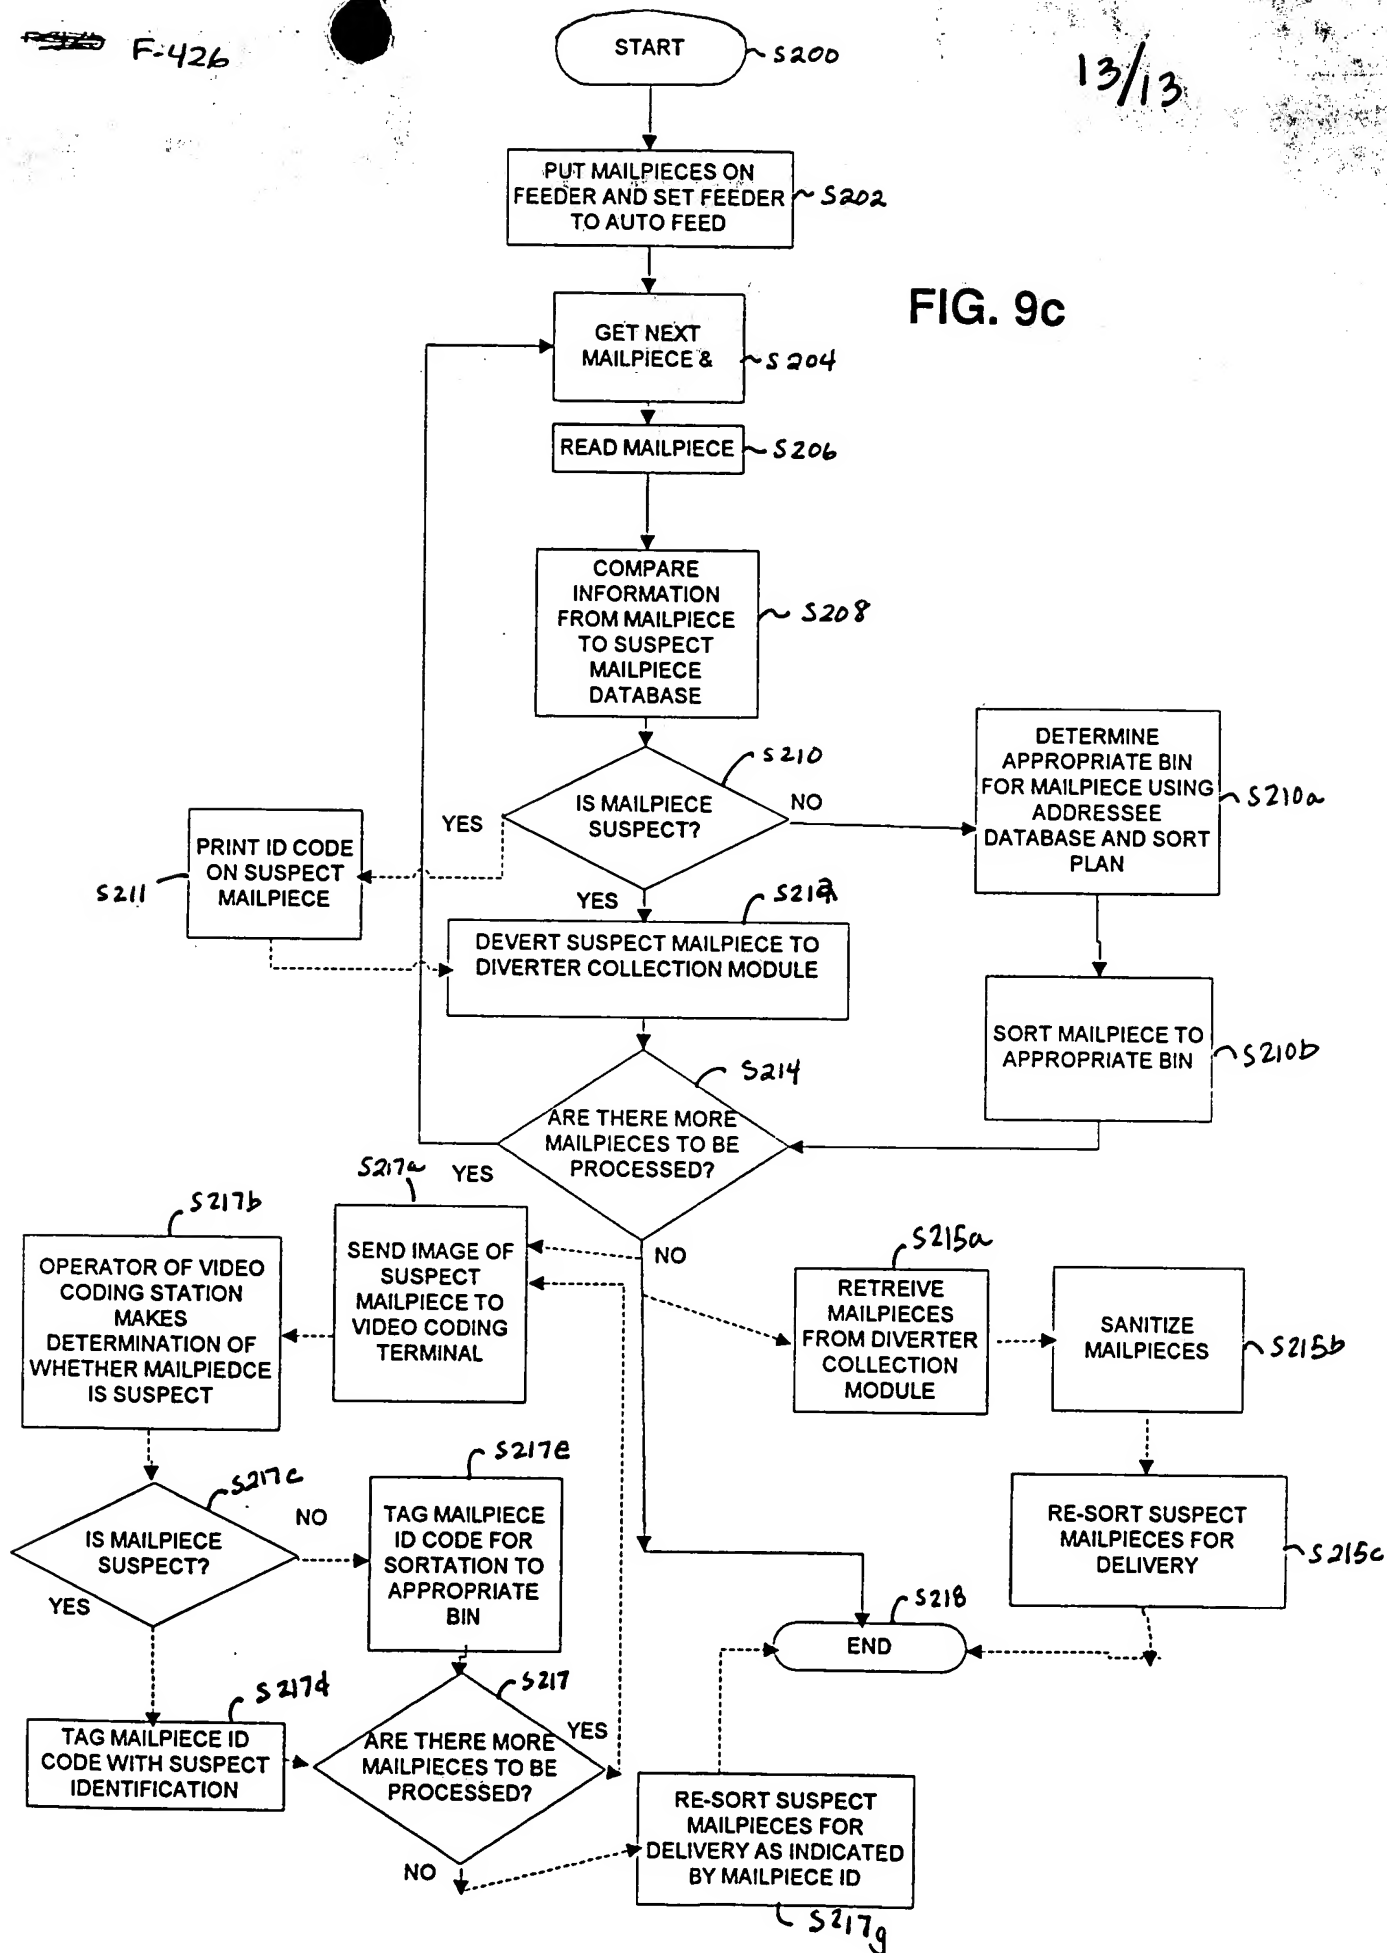 F-426
13/13
START
S200
PUT MAILPIECES ON
FEEDER AND SET FEEDER
TO AUTO FEED
S202
FIG. 9c
GET NEXT
MAILPIECE &
S204
READ MAILPIECE
S206
COMPARE
INFORMATION
FROM MAILPIECE
TO SUSPECT
MAILPIECE
DATABASE
S208
IS MAILPIECE
SUSPECT?
S210
NO
YES
YES
DETERMINE
APPROPRIATE BIN
FOR MAILPIECE USING
ADDRESSEE
DATABASE AND SORT
PLAN
S210a
PRINT ID CODE
ON SUSPECT
MAILPIECE
S211
DEVERT SUSPECT MAILPIECE TO
DIVERTER COLLECTION MODULE
SORT MAILPIECE TO
APPROPRIATE BIN
S210b
ARE THERE MORE
MAILPIECES TO BE
PROCESSED?
S214
YES
NO
S217a
SEND IMAGE OF
SUSPECT
MAILPIECE TO
VIDEO CODING
TERMINAL
S217b
OPERATOR OF VIDEO
CODING STATION
MAKES
DETERMINATION OF
WHETHER MAILPIEDCE
IS SUSPECT
S215a
RETREIVE
MAILPIECES
FROM DIVERTER
COLLECTION
MODULE
SANITIZE
MAILPIECES
S215b
S217c
IS MAILPIECE
SUSPECT?
NO
YES
S217e
TAG MAILPIECE
ID CODE FOR
SORTATION TO
APPROPRIATE
BIN
RE-SORT SUSPECT
MAILPIECES FOR
DELIVERY
S215c
S218
END
S217d
TAG MAILPIECE ID
CODE WITH SUSPECT
IDENTIFICATION
S217
ARE THERE MORE
MAILPIECES TO BE
PROCESSED?
YES
NO
RE-SORT SUSPECT
MAILPIECES FOR
DELIVERY AS INDICATED
BY MAILPIECE ID
S217g